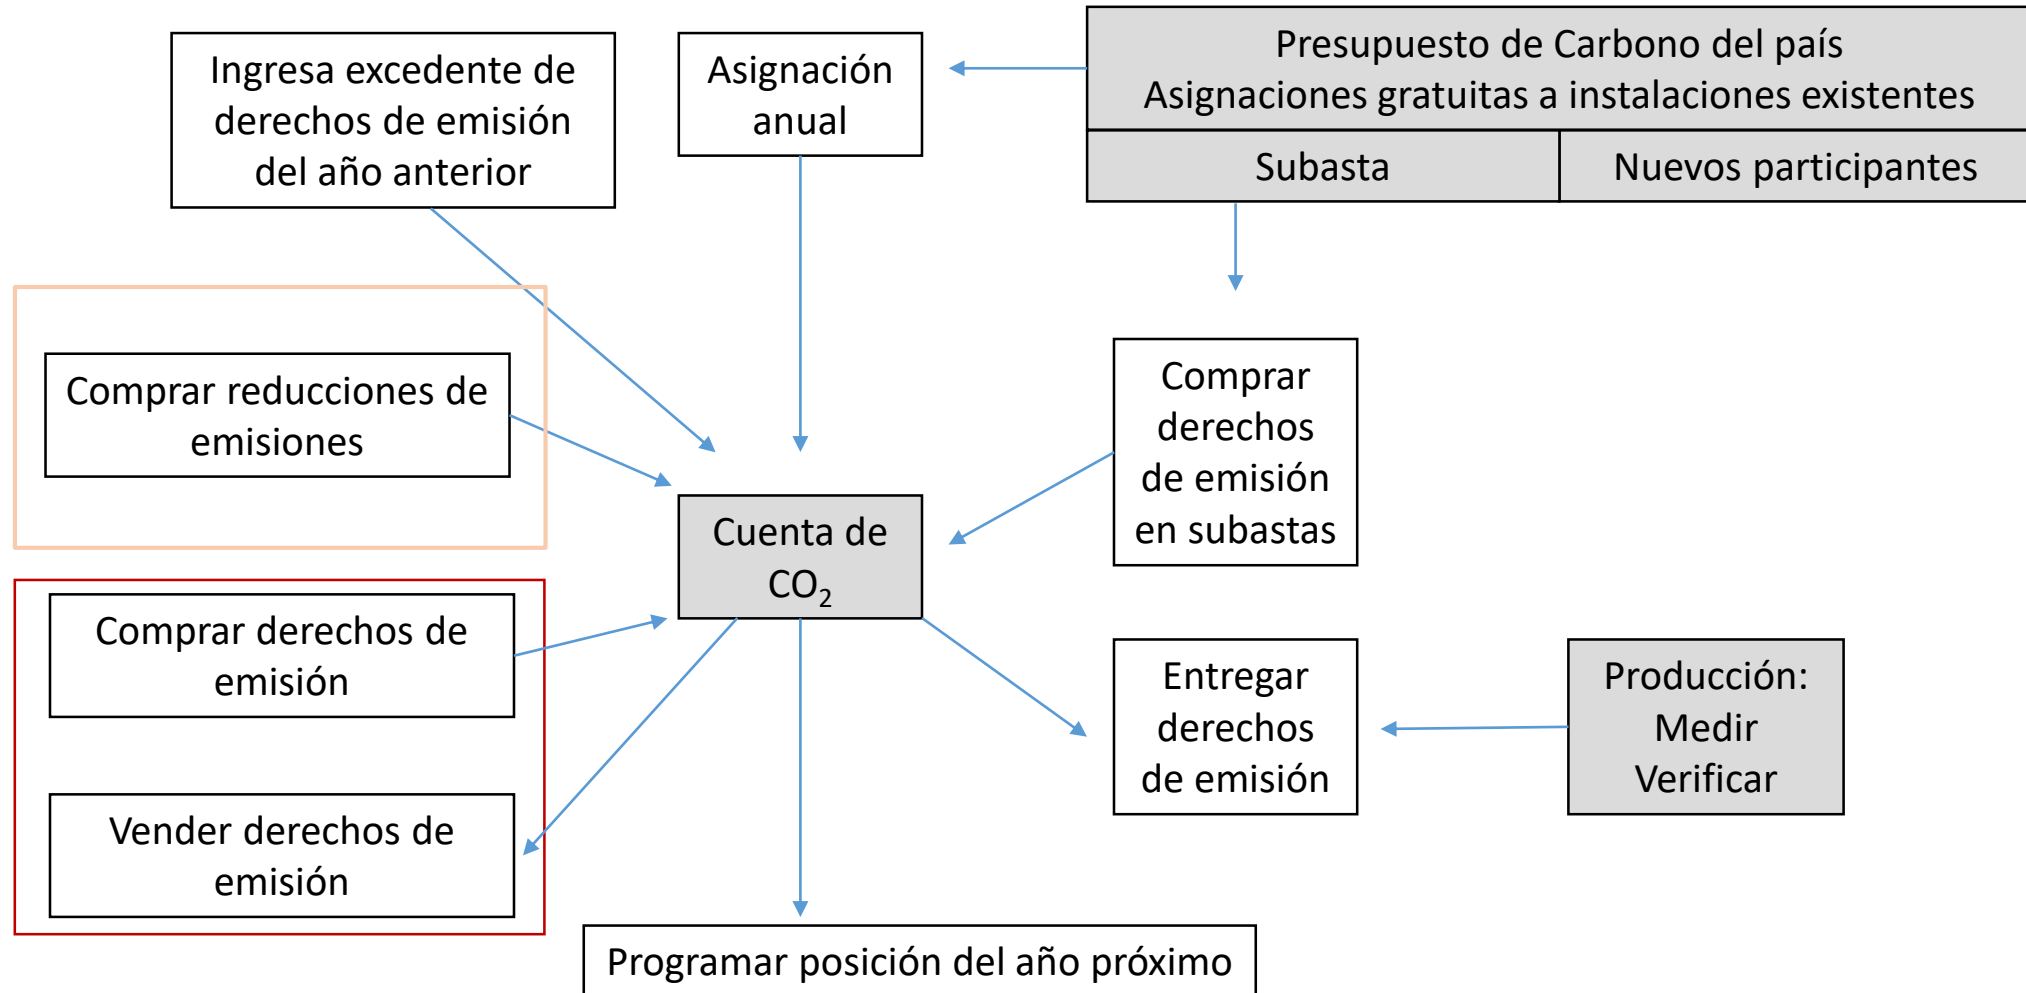 Ingresa excedente de
derechos de emisión
del año anterior
Asignación
anual
Presupuesto de Carbono del país
Asignaciones gratuitas a instalaciones existentes
Subasta
Nuevos participantes
Comprar reducciones de
emisiones
Comprar
derechos
de emisión
en subastas
Cuenta de
CO₂
Comprar derechos de
emisión
Entregar
derechos
de emisión
Producción:
Medir
Verificar
Vender derechos de
emisión
Programar posición del año próximo